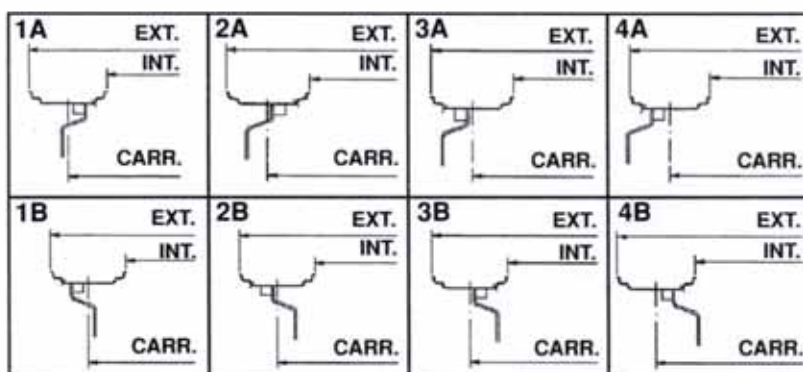 1A EXT. 2A EXT. 3A EXT. 4A EXT.
INT. INT. INT. INT.
CARR. CARR. CARR. CARR.
1B EXT. 2B EXT. 3B EXT. 4B EXT.
INT. INT. INT. INT.
CARR. CARR. CARR. CARR.